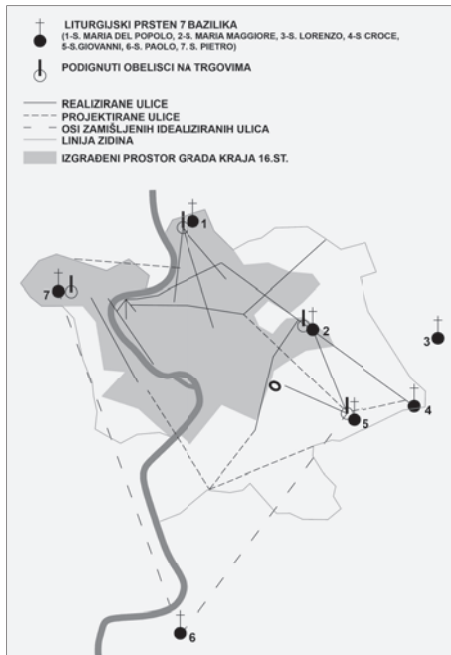 LITURGIJSKI PRSTEN 7 BAZILIKA
(1-S. MARIA DEL POPOLO, 2-S. MARIA MAGGIORE, 3-S. LORENZO, 4-S CROCE,
5-S.GIOVANNI, 6-S. PAOLO, 7. S. PIETRO)
PODIGNUTI OBELISCI NA TRGOVIMA
REALIZIRANE ULICE
PROJEKTIRANE ULICE
OSI ZAMIŠLJENIH IDEALIZIRANIH ULICA
LINIJA ZIDINA
IZGRAĐENI PROSTOR GRADA KRAJA 16.ST.
1
7
2
3
4
5
6